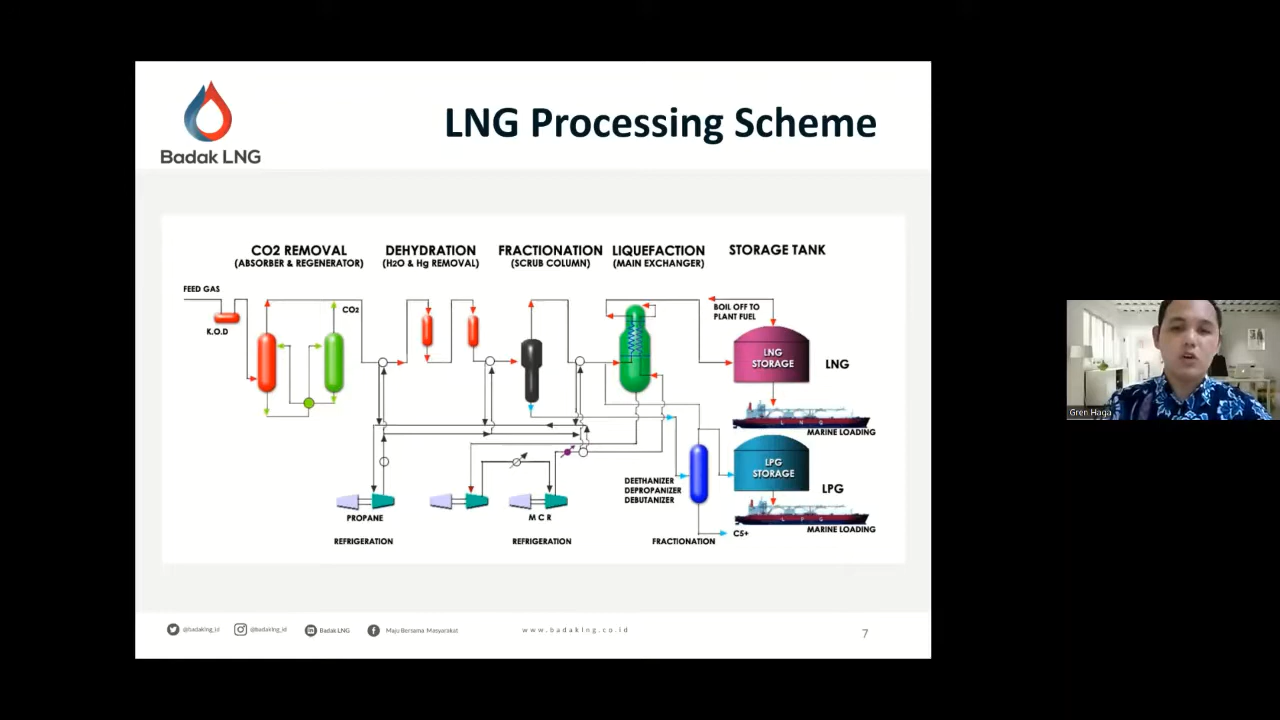 Badak LNG
LNG Processing Scheme
CO2 REMOVAL
(ABSORBER & REGENERATOR)
DEHYDRATION
(H2O & Hg REMOVAL)
FRACTIONATION
(SCRUB COLUMN)
LIQUEFACTION
(MAIN EXCHANGER)
STORAGE TANK
FEED GAS
K.O.D
CO2
BOIL OFF TO
PLANT FUEL
LNG
STORAGE
LNG
L N G
MARINE LOADING
LPG
STORAGE
LPG
L P G
MARINE LOADING
DEETHANIZER
DEPROPANIZER
DEBUTANIZER
C5+
FRACTIONATION
PROPANE
REFRIGERATION
M C R
REFRIGERATION
@badaklng_id
@badaklng_id
Badak LNG
Maju Bersama Masyarakat
www.badaklng.co.id
7
Gren Haga